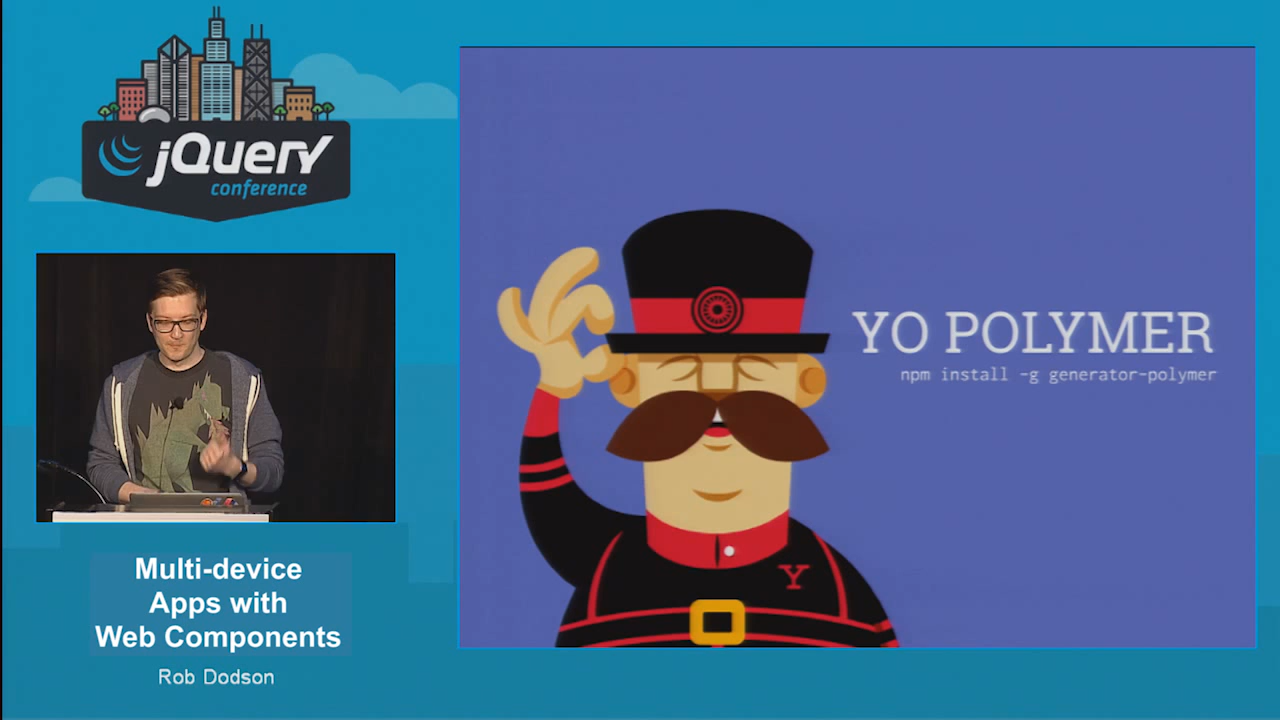 jQuery
conference
Multi-device
Apps with
Web Components
Rob Dodson
YO POLYMER
npm install -g generator-polymer
Y